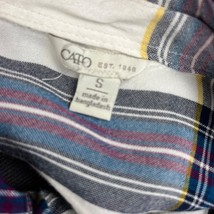 CATO
EST. 1946
S
made in
bangladesh